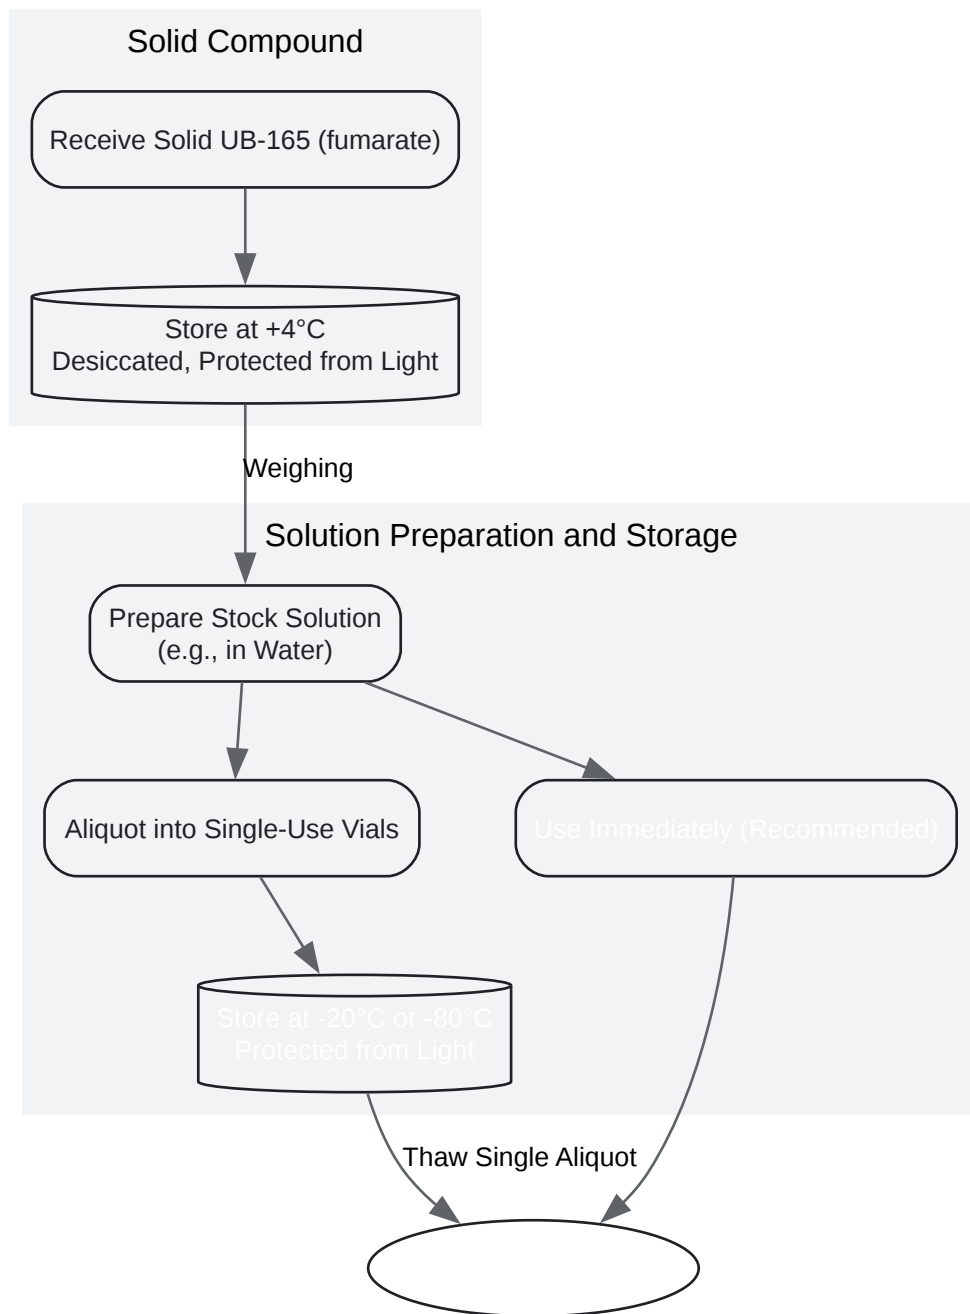 Solid Compound
Receive Solid UB-165 (fumarate)
Store at +4°C
Desiccated, Protected from Light
Weighing
Solution Preparation and Storage
Prepare Stock Solution
(e.g., in Water)
Aliquot into Single-Use Vials
Use Immediately (Recommended)
Store at -20°C or -80°C
Protected from Light
Thaw Single Aliquot